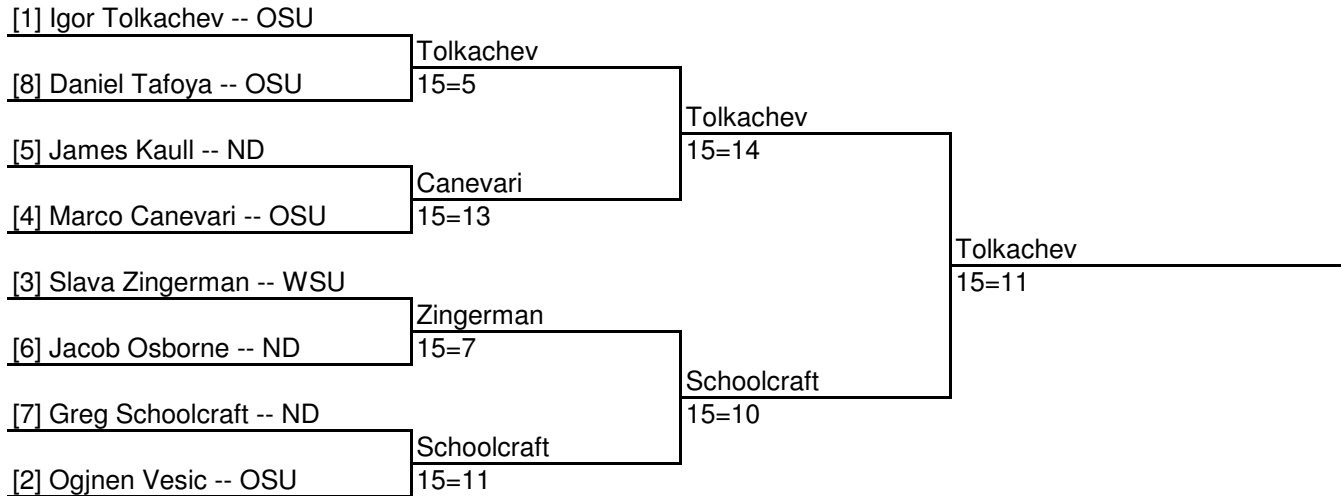 [1] Igor Tolkachev -- OSU
Tolkachev
[8] Daniel Tafoya -- OSU
15=5
Tolkachev
[5] James Kaull -- ND
15=14
Canevari
[4] Marco Canevari -- OSU
15=13
Tolkachev
[3] Slava Zingerman -- WSU
15=11
Zingerman
[6] Jacob Osborne -- ND
15=7
Schoolcraft
[7] Greg Schoolcraft -- ND
15=10
Schoolcraft
[2] Ogjnen Vesic -- OSU
15=11